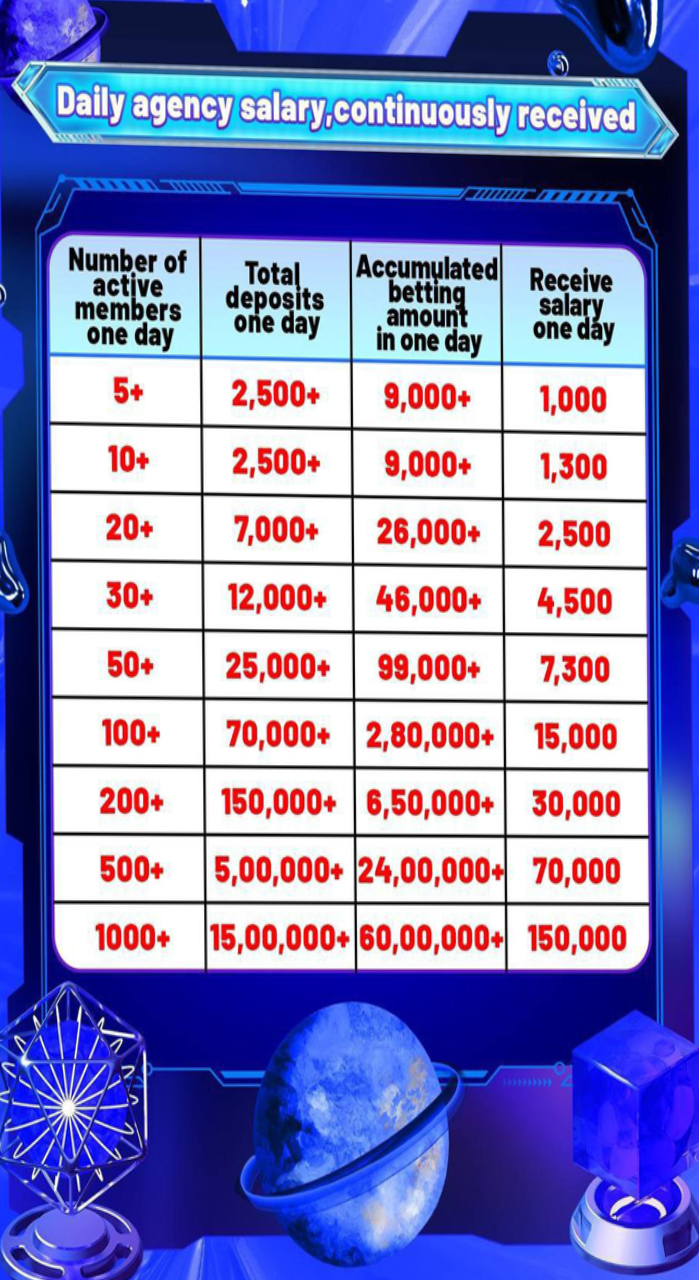 Daily agency salary,continuously received
Number of
active
members
one day
Total
deposits
one day
Accumulated
betting
amount
in one day
Receive
salary
one day
5+ 2,500+ 9,000+ 1,000
10+ 2,500+ 9,000+ 1,300
20+ 7,000+ 26,000+ 2,500
30+ 12,000+ 46,000+ 4,500
50+ 25,000+ 99,000+ 7,300
100+ 70,000+ 2,80,000+ 15,000
200+ 150,000+ 6,50,000+ 30,000
500+ 5,00,000+ 24,00,000+ 70,000
1000+ 15,00,000+ 60,00,000+ 150,000